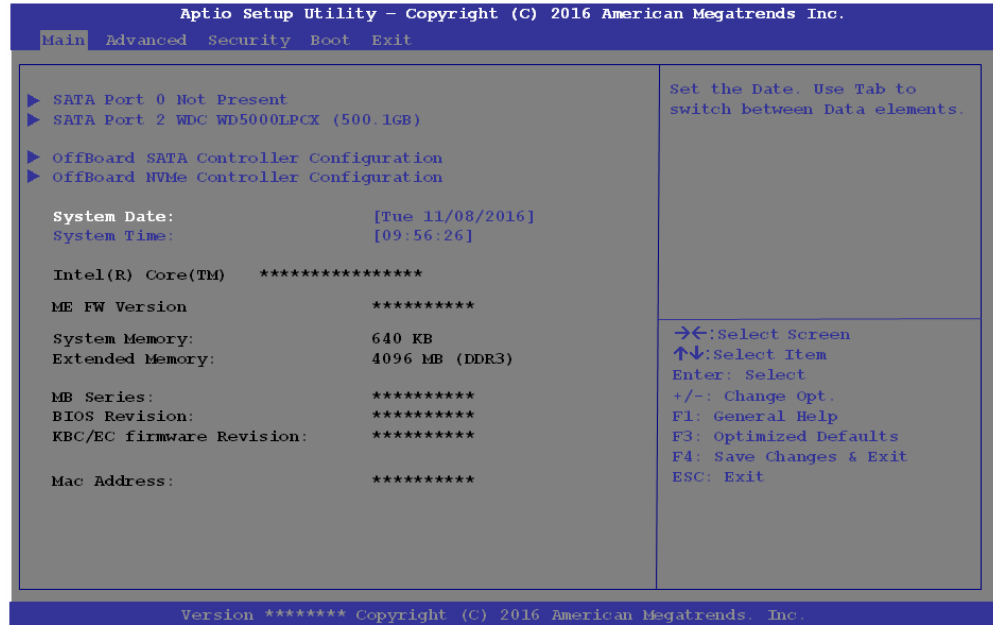 Aptio Setup Utility – Copyright (C) 2016 American Megatrends Inc.
Main Advanced Security Boot Exit
SATA Port 0 Not Present
SATA Port 2 WDC WD5000LPCX (500.1GB)
OffBoard SATA Controller Configuration
OffBoard NVMe Controller Configuration
System Date: [Tue 11/08/2016]
System Time: [09:56:26]
Intel(R) Core(TM) ****************
ME FW Version **********
System Memory: 640 KB
Extended Memory: 4096 MB (DDR3)
MB Series: **********
BIOS Revision: **********
KBC/EC firmware Revision: **********
Mac Address: **********
Set the Date. Use Tab to
switch between Data elements.
→←:Select Screen
↑↓:Select Item
Enter: Select
+/-: Change Opt.
F1: General Help
F3: Optimized Defaults
F4: Save Changes & Exit
ESC: Exit
Version ******** Copyright (C) 2016 American Megatrends. Inc.